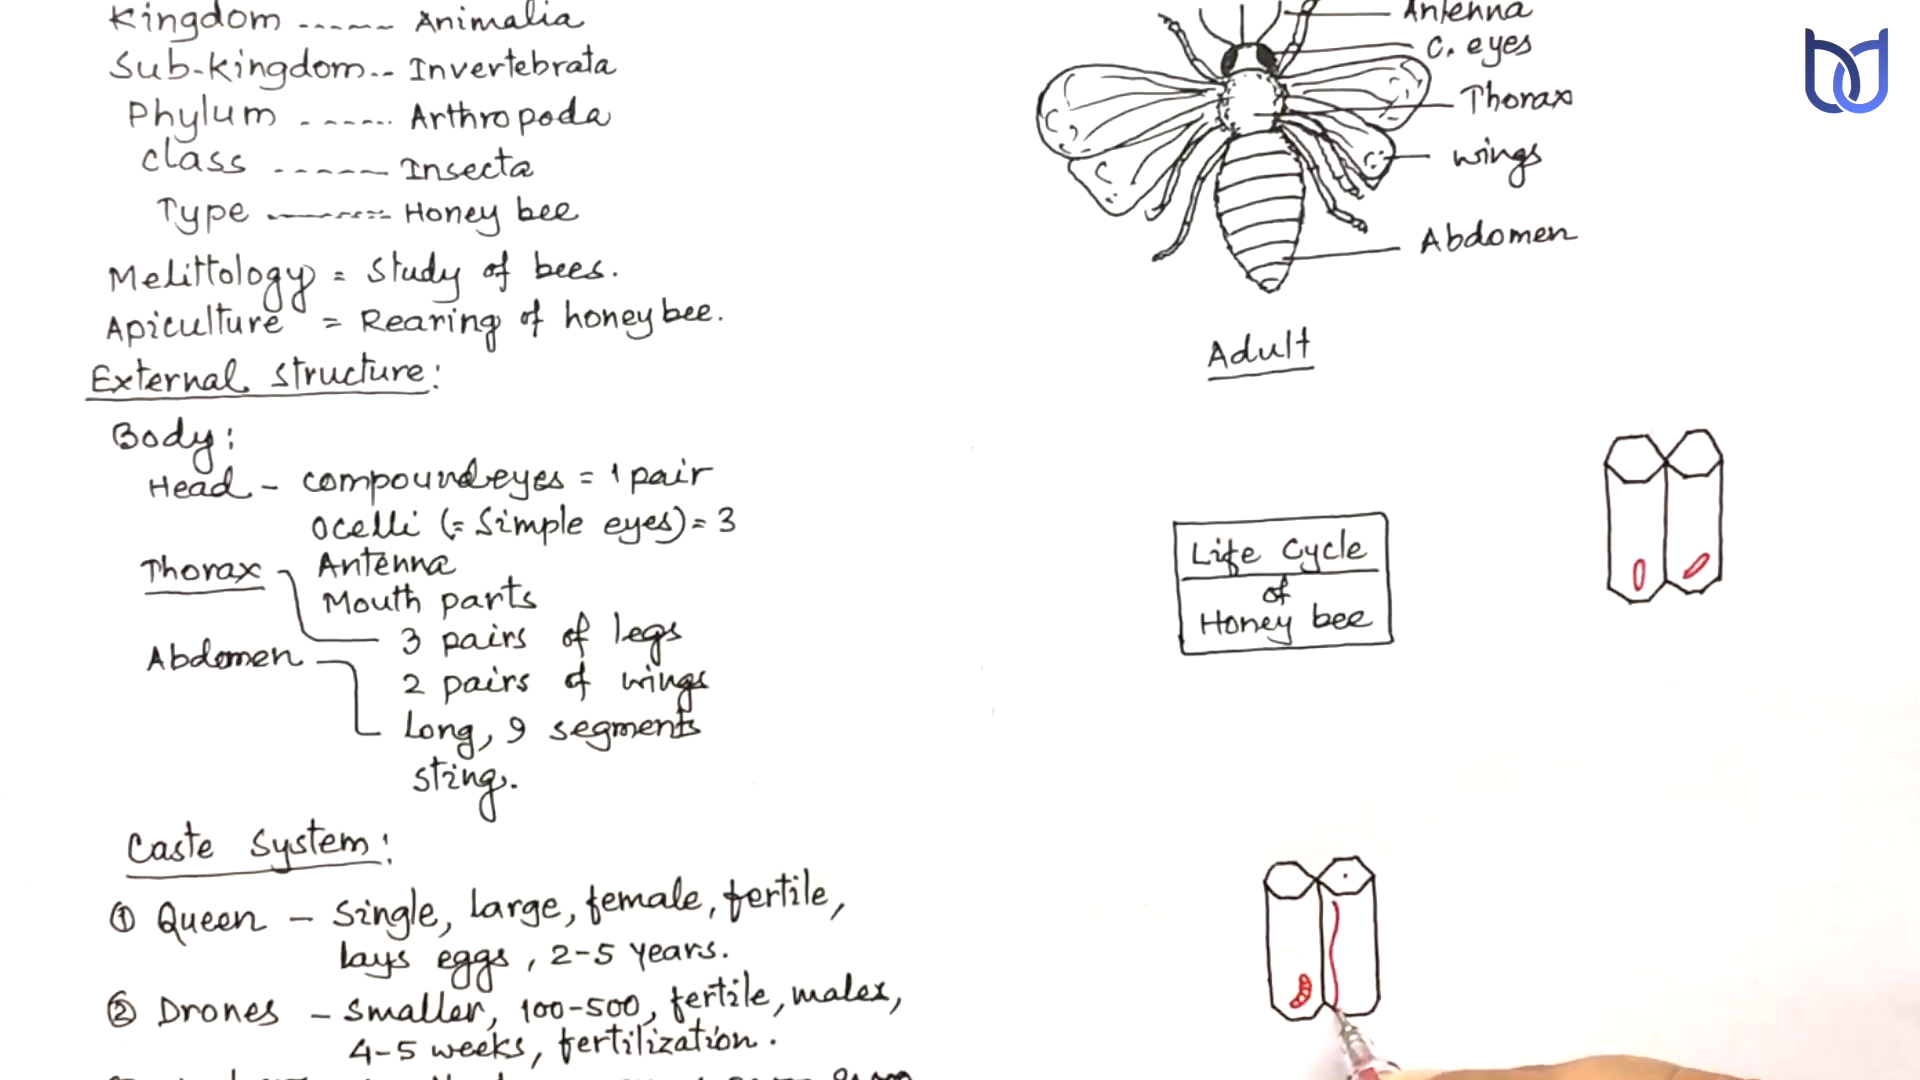 Kingdom ------ Animalia
Sub-kingdom-- Invertebrata
Phylum ------ Arthropoda
class ------ Insecta
Type -------- Honey bee
Melittology = Study of bees.
Apiculture = Rearing of honeybee.
External structure:
Body:
Head - compound eyes = 1 pair
Ocelli (= Simple eyes) = 3
Thorax
Antenna
Mouth parts
3 pairs of legs
Abdomen
2 pairs of wings
Long, 9 segments
sting.
Caste System:
① Queen - Single, large, female, fertile,
lays eggs, 2-5 years.
② Drones - Smaller, 100-500, fertile, males,
4-5 weeks, fertilization.
Antenna
C. eyes
Thorax
wings
Abdomen
Adult
Life Cycle
of
Honey bee